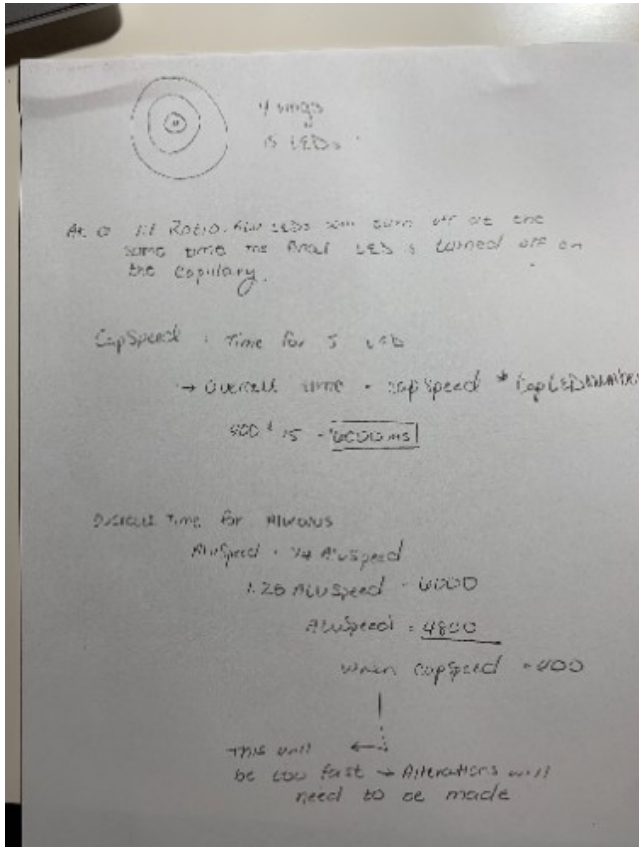 4 rings
15 LEDs
At a 1:1 Ratio. Alv LEDs will turn off at the
same time the final LED is turned off on
the capillary.
CapSpeed = Time for 1 LED
→ Overall time = capspeed * CapLEDNumber
400 * 15 = 6000 ms
Overall Time for Alveolus
AlvSpeed + 1/4 AlvSpeed
1.25 AlvSpeed = 6000
AlvSpeed = 4800
when capSpeed = 400
This will
be too fast → Alterations will
need to be made